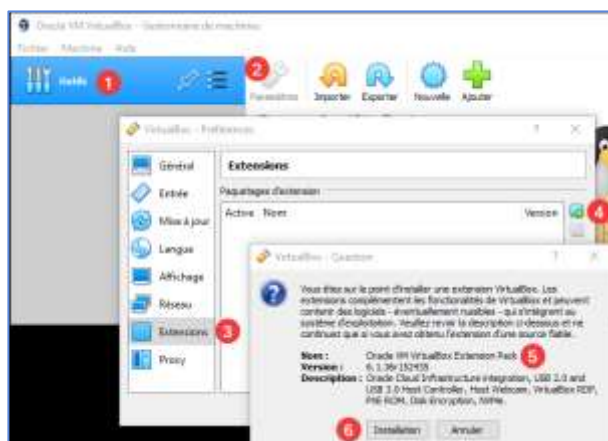 Oracle VM VirtualBox - Gestionnaire de machines
Fichier Machine Aide
Outils 1
2
Paramètres Importer Exporter Nouvelle Ajouter
VirtualBox - Préférences ? ×
Général
Entrée
Mise à jour
Langue
Affichage
Réseau
Extensions 3
Proxy
Extensions
Paquetages d'extension
Active Nom Version
4
VirtualBox - Question ? ×
Vous êtes sur le point d'installer une extension VirtualBox. Les
extensions complémentent les fonctionnalités de VirtualBox et peuvent
contenir des logiciels - éventuellement nuisibles - qui s'intègrent au
système d'exploitation. Veuillez revoir la description ci-dessous et ne
continuer que si vous avez obtenu l'extension d'une source fiable.
Nom : Oracle VM VirtualBox Extension Pack 5
Version : 6.1.36r152435
Description : Oracle Cloud Infrastructure integration, USB 2.0 and
USB 3.0 Host Controller, Host Webcam, VirtualBox RDP,
PXE ROM, Disk Encryption, NVMe.
6 Installation Annuler